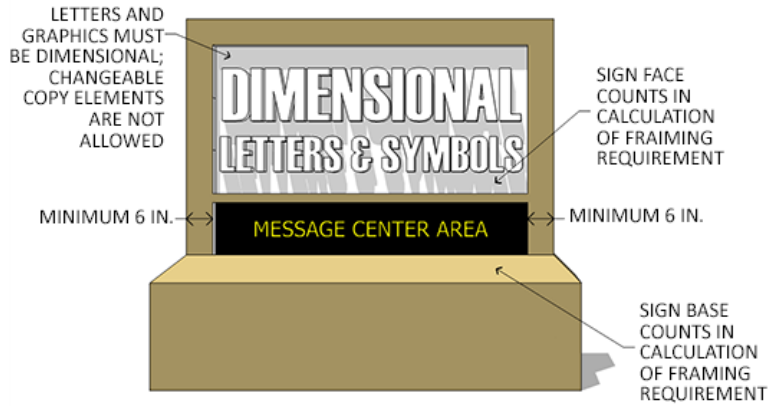 LETTERS AND
GRAPHICS MUST
BE DIMENSIONAL;
CHANGEABLE
COPY ELEMENTS
ARE NOT
ALLOWED
DIMENSIONAL
LETTERS & SYMBOLS
SIGN FACE
COUNTS IN
CALCULATION
OF FRAIMING
REQUIREMENT
MINIMUM 6 IN.
MESSAGE CENTER AREA
MINIMUM 6 IN.
SIGN BASE
COUNTS IN
CALCULATION
OF FRAMING
REQUIREMENT